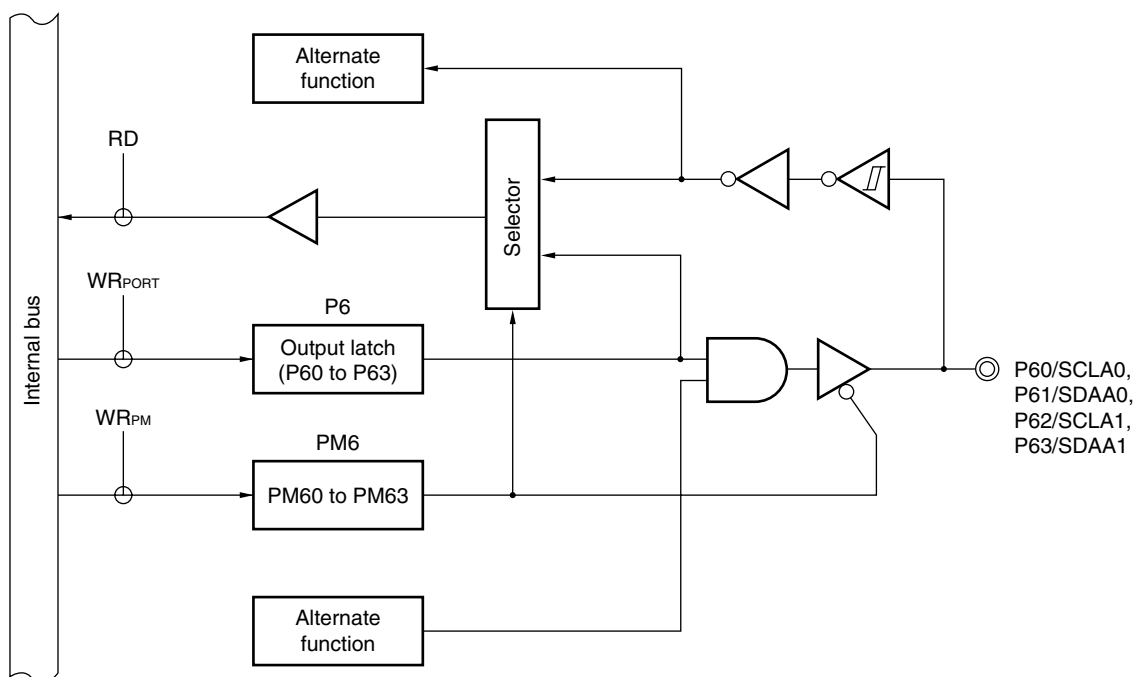 Alternate
function
RD
Selector
WRPORT
P6
Output latch
(P60 to P63)
Internal bus
P60/SCLA0,
P61/SDAA0,
P62/SCLA1,
P63/SDAA1
WRPM
PM6
PM60 to PM63
Alternate
function